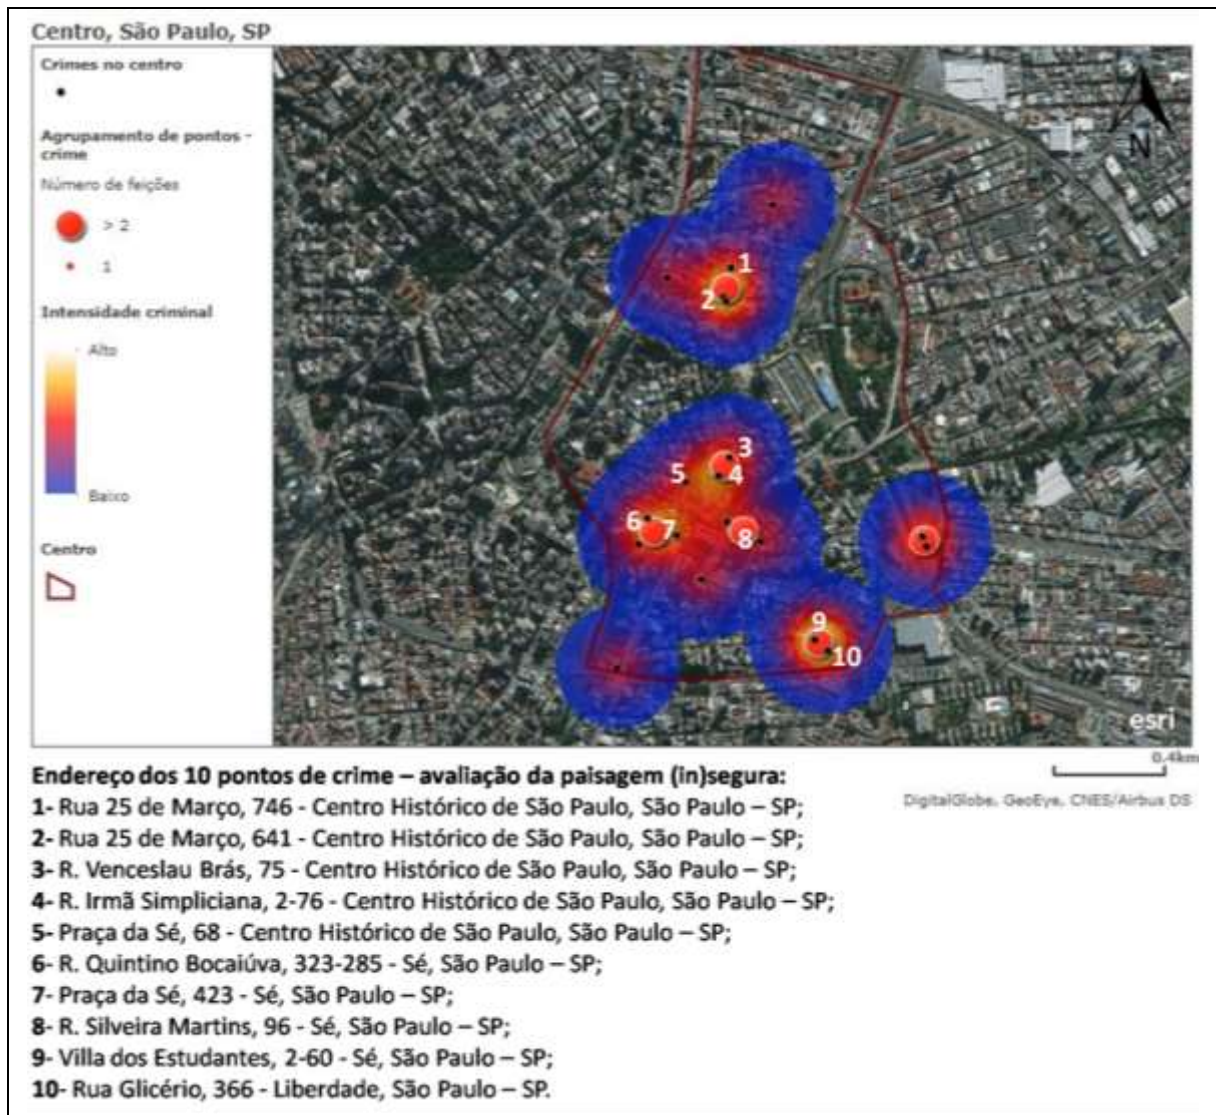 Centro, São Paulo, SP
Crimes no centro
Agrupamento de pontos -
crime
Número de feições
> 2
1
Intensidade criminal
Alto
Baixo
Centro
N
1
2
3
4
5
6
7
8
9
10
esri
0.4km
DigitalGlobe, GeoEye, CNES/Airbus DS
Endereço dos 10 pontos de crime – avaliação da paisagem (in)segura:
1- Rua 25 de Março, 746 - Centro Histórico de São Paulo, São Paulo – SP;
2- Rua 25 de Março, 641 - Centro Histórico de São Paulo, São Paulo – SP;
3- R. Venceslau Brás, 75 - Centro Histórico de São Paulo, São Paulo – SP;
4- R. Irmã Simpliciana, 2-76 - Centro Histórico de São Paulo, São Paulo – SP;
5- Praça da Sé, 68 - Centro Histórico de São Paulo, São Paulo – SP;
6- R. Quintino Bocaiúva, 323-285 - Sé, São Paulo – SP;
7- Praça da Sé, 423 - Sé, São Paulo – SP;
8- R. Silveira Martins, 96 - Sé, São Paulo – SP;
9- Villa dos Estudantes, 2-60 - Sé, São Paulo – SP;
10- Rua Glicério, 366 - Liberdade, São Paulo – SP.